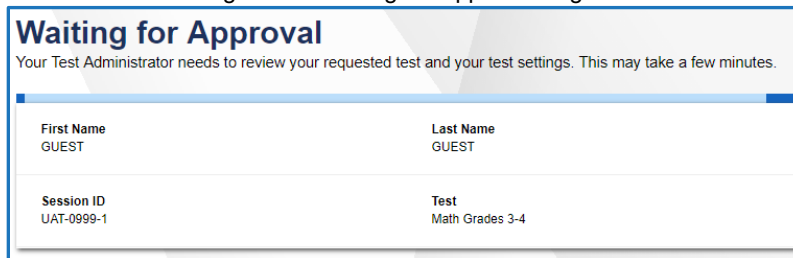 Waiting for Approval
Your Test Administrator needs to review your requested test and your test settings. This may take a few minutes.
First Name
GUEST
Last Name
GUEST
Session ID
UAT-0999-1
Test
Math Grades 3-4